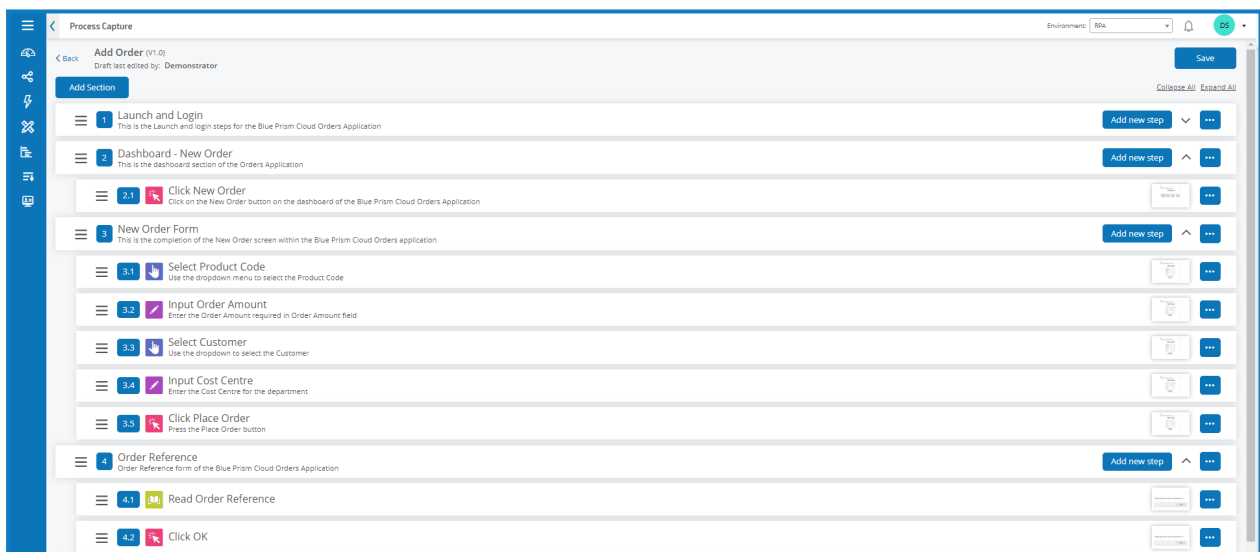 Process Capture
Environment: RPA
DS
Back
Add Order (V1.0)
Draft last edited by: Demonstrator
Save
Add Section
Collapse All Expand All
1 Launch and Login
This is the Launch and login steps for the Blue Prism Cloud Orders Application
Add new step
2 Dashboard - New Order
This is the dashboard section of the Orders Application
Add new step
2.1 Click New Order
Click on the New Order button on the dashboard of the Blue Prism Cloud Orders Application
3 New Order Form
This is the completion of the New Order screen within the Blue Prism Cloud Orders application
Add new step
3.1 Select Product Code
Use the dropdown menu to select the Product Code
3.2 Input Order Amount
Enter the Order Amount required in Order Amount field
3.3 Select Customer
Use the dropdown to select the Customer
3.4 Input Cost Centre
Enter the Cost Centre for the department
3.5 Click Place Order
Press the Place Order button
4 Order Reference
Order Reference form of the Blue Prism Cloud Orders Application
Add new step
4.1 Read Order Reference
4.2 Click OK